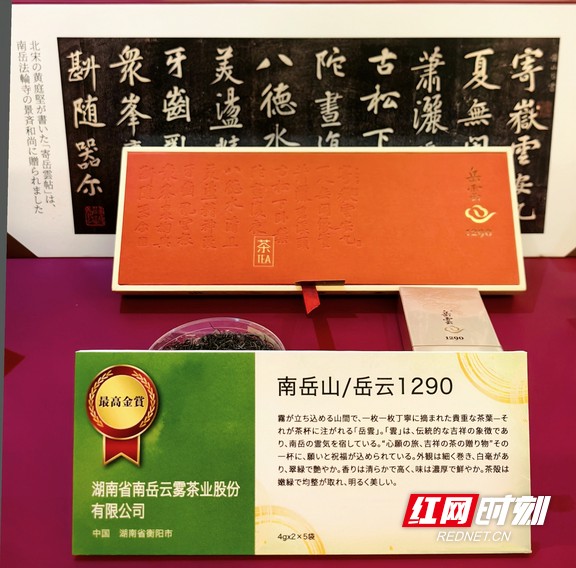 北宋の黄庭堅が書いた「寄岳雲帖」は、
南岳法輪寺の景斉和尚に贈られました
寄嶽雲安九
夏無
蕭灑
古松下
陀晝
八德水
美溫
牙齒
衆峯
斟随器尔
岳雲
1290
茶
TEA
岳雲
1290
最高金賞
湖南省南岳云雾茶业股份
有限公司
中国 湖南省衡阳市
南岳山/岳云1290
霧が立ち込める山間で、一枚一枚丁寧に摘まれた貴重な茶葉—そ
れが茶杯に注がれる「岳雲」。「雲」は、伝統的な吉祥の象徴であ
り、南岳の霊気を宿している。“心願の旅、吉祥の茶の贈り物”その
一杯に、願いと祝福が込められている。外観は細く巻き、白毫があ
り、翠緑で艶やか。香りは清らかで高く、味は濃厚で鮮やか。茶殻は
嫩緑で均整が取れ、明るく美しい。
4gx2×5袋
红网时刻
REDNET.CN